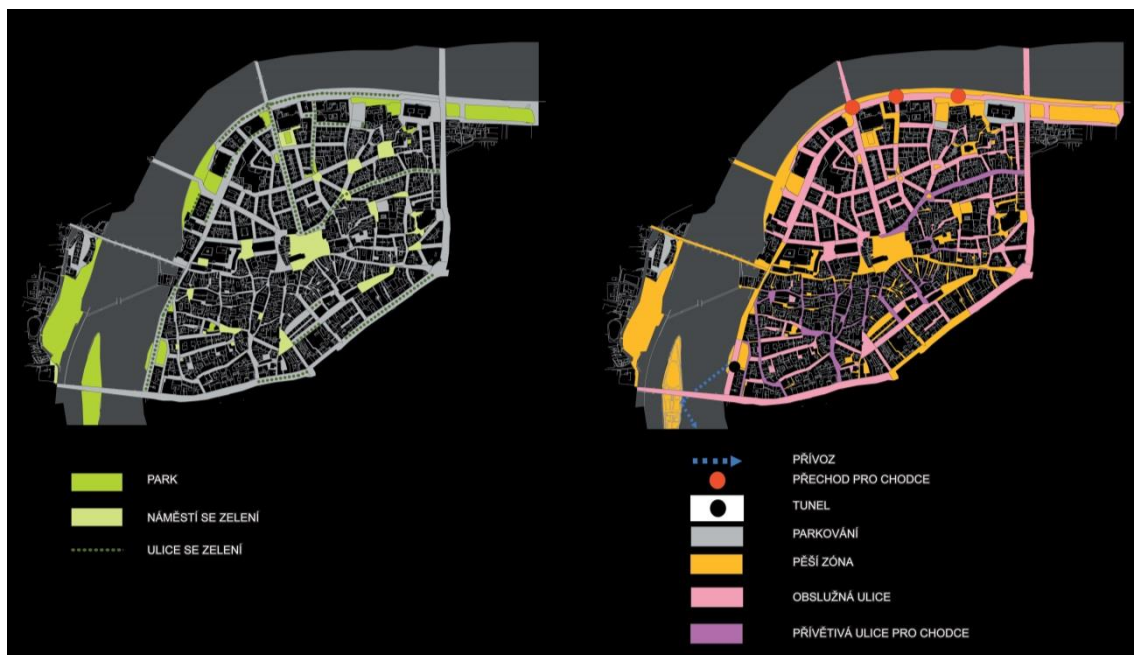 PARK
NÁMĚSTÍ SE ZELENÍ
ULICE SE ZELENÍ
PŘÍVOZ
PŘECHOD PRO CHODCE
TUNEL
PARKOVÁNÍ
PĚŠÍ ZÓNA
OBSLUŽNÁ ULICE
PŘÍVĚTIVÁ ULICE PRO CHODCE